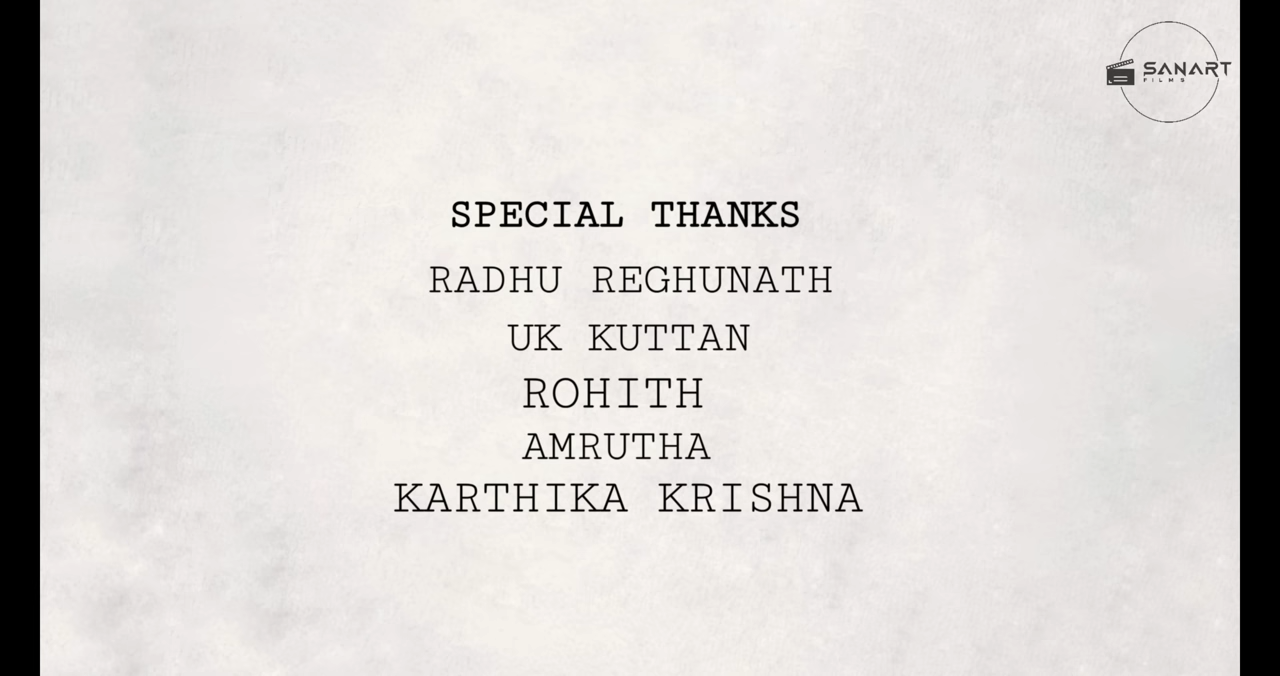 SANART
FILMS
SPECIAL THANKS
RADHU REGHUNATH
UK KUTTAN
ROHITH
AMRUTHA
KARTHIKA KRISHNA